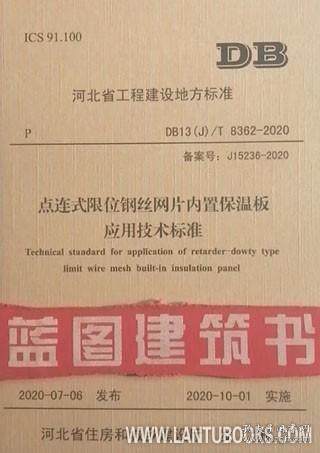 ICS 91.100
DB
河北省工程建设地方标准
P
DB13(J)/T 8362-2020
备案号：J15236-2020
点连式限位钢丝网片内置保温板
应用技术标准
Technical standard for application of retarder-dowty type
limit wire mesh built-in insulation panel
蓝图建筑书
2020-07-06 发布 2020-10-01 实施
河北省住房和
WWW.LANTUBOOKS.COM